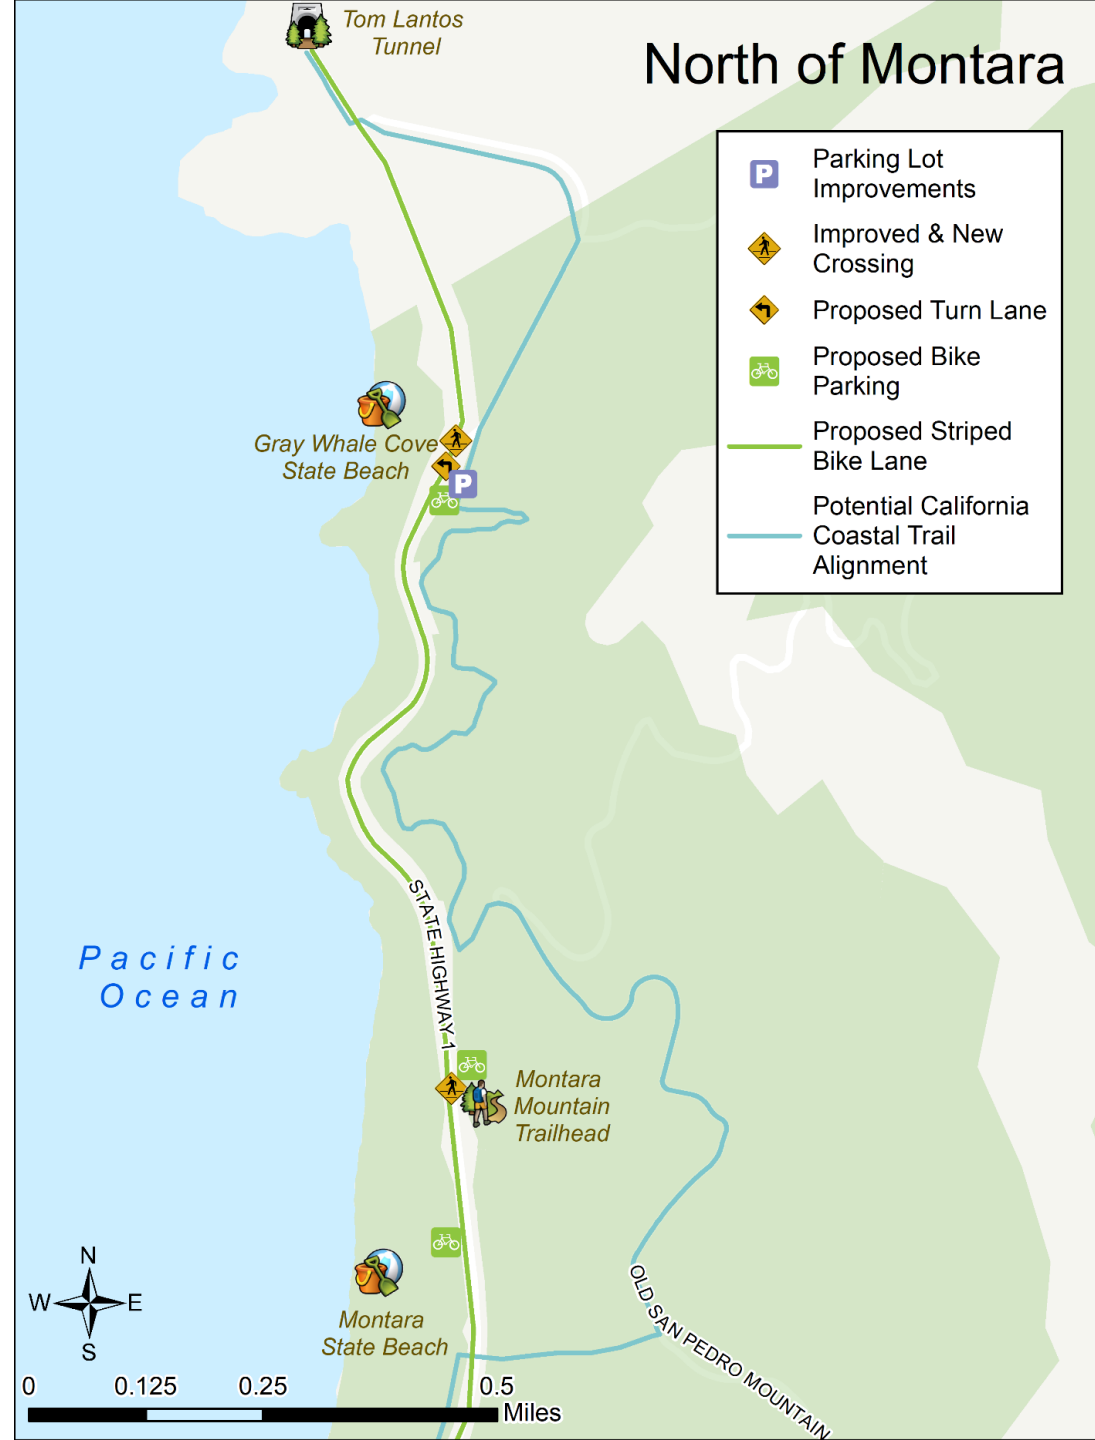 Tom Lantos
Tunnel
North of Montara
P
Parking Lot
Improvements
Improved & New
Crossing
Proposed Turn Lane
Proposed Bike
Parking
Proposed Striped
Bike Lane
Potential California
Coastal Trail
Alignment
Gray Whale Cove
State Beach
P
STATE HIGHWAY 1
Pacific
Ocean
Montara
Mountain
Trailhead
Montara
State Beach
OLD SAN PEDRO MOUNTAIN
N
W E
S
0 0.125 0.25 0.5
Miles